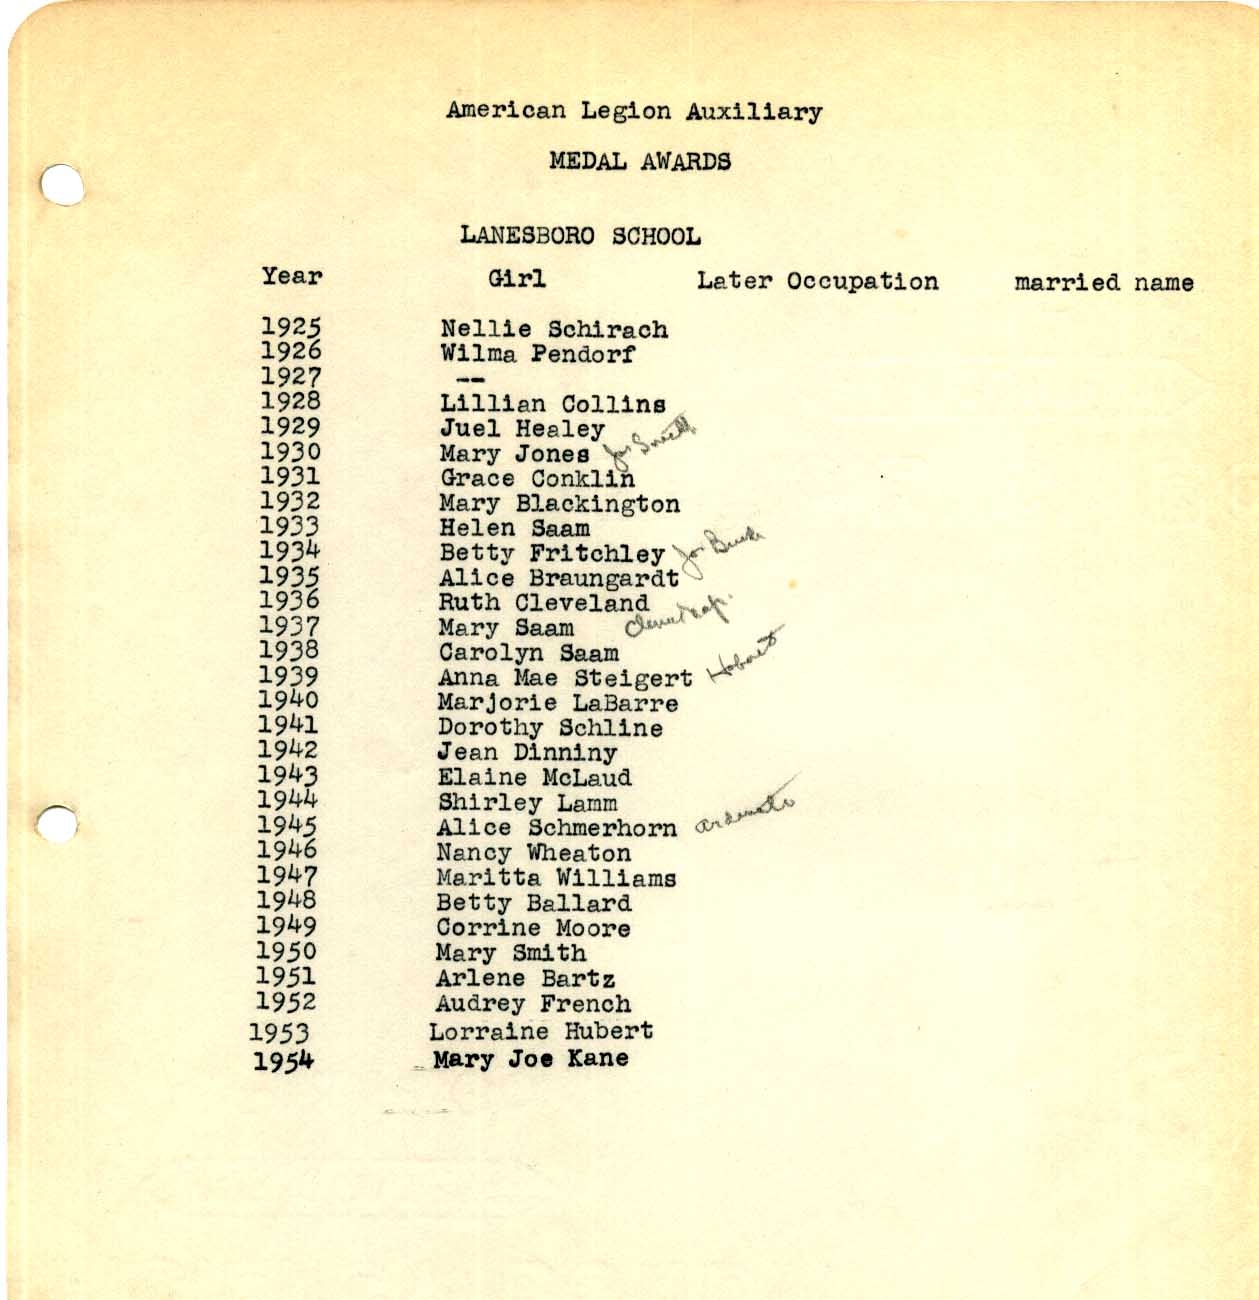 American Legion Auxiliary
MEDAL AWARDS
LANESBORO SCHOOL
Year Girl Later Occupation married name
1925 Nellie Schirach
1926 Wilma Pendorf
1927 --
1928 Lillian Collins
1929 Juel Healey
1930 Mary Jones Jos Smith
1931 Grace Conklin
1932 Mary Blackington
1933 Helen Saam
1934 Betty Fritchley
1935 Alice Braungardt
1936 Ruth Cleveland
1937 Mary Saam
1938 Carolyn Saam
1939 Anna Mae Steigert Hobart
1940 Marjorie LaBarre
1941 Dorothy Schline
1942 Jean Dinniny
1943 Elaine McLaud
1944 Shirley Lamm
1945 Alice Schmerhorn
1946 Nancy Wheaton
1947 Maritta Williams
1948 Betty Ballard
1949 Corrine Moore
1950 Mary Smith
1951 Arlene Bartz
1952 Audrey French
1953 Lorraine Hubert
1954 Mary Joe Kane